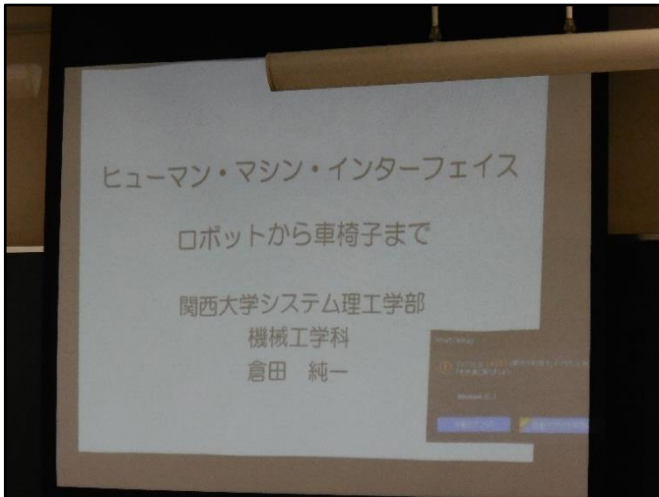 ヒューマン・マシン・インターフェイス
ロボットから車椅子まで
関西大学システム理工学部
機械工学科
倉田　純一